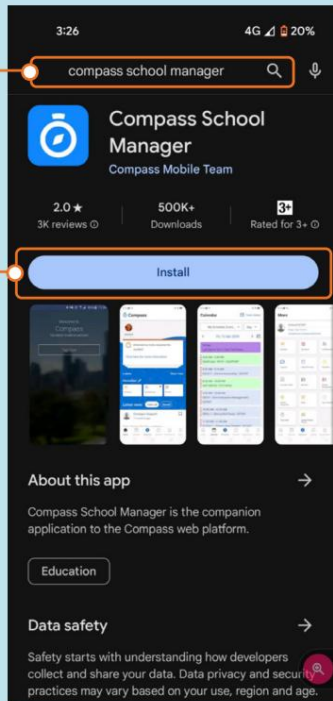 3:26
4G 20%
compass school manager
Compass School
Manager
Compass Mobile Team
2.0★ 500K+ 3+
3K reviews Downloads Rated for 3+
Install
About this app
Compass School Manager is the companion
application to the Compass web platform.
Education
Data safety
Safety starts with understanding how developers
collect and share your data. Data privacy and security
practices may vary based on your use, region and age.